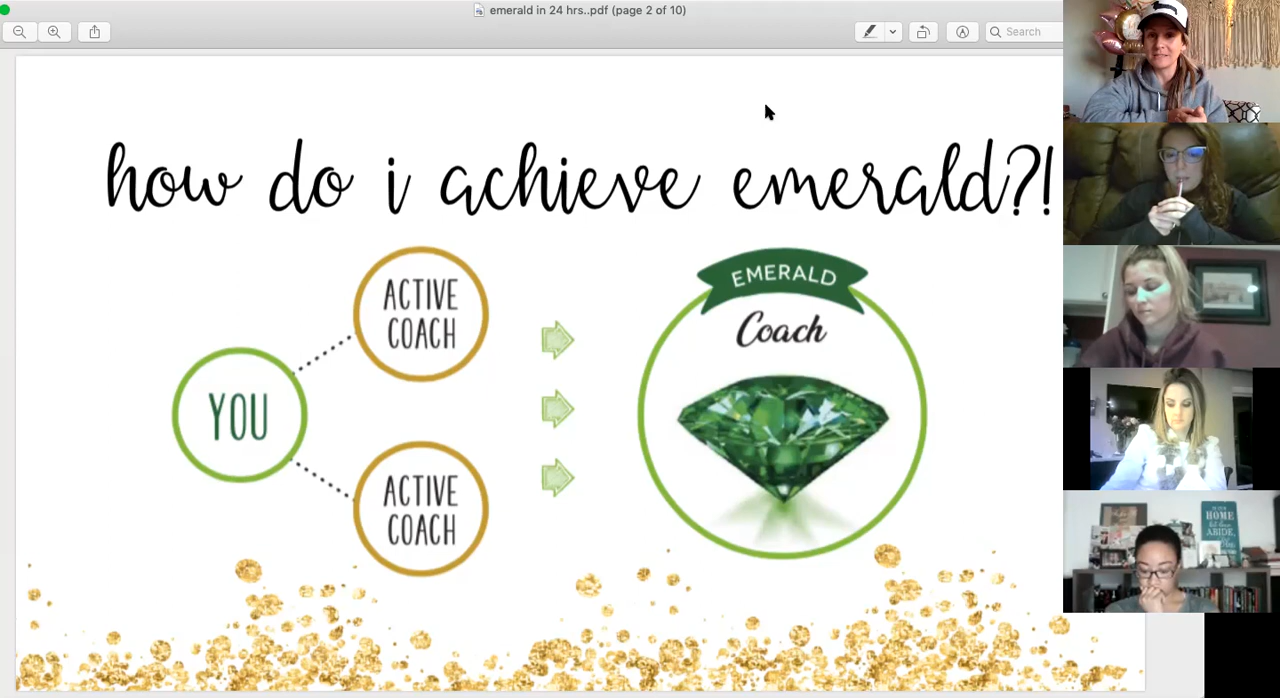 emerald in 24 hrs..pdf (page 2 of 10)
Search
how do i achieve emerald?!
YOU
ACTIVE
COACH
ACTIVE
COACH
EMERALD
Coach
HOME
ABIDE,